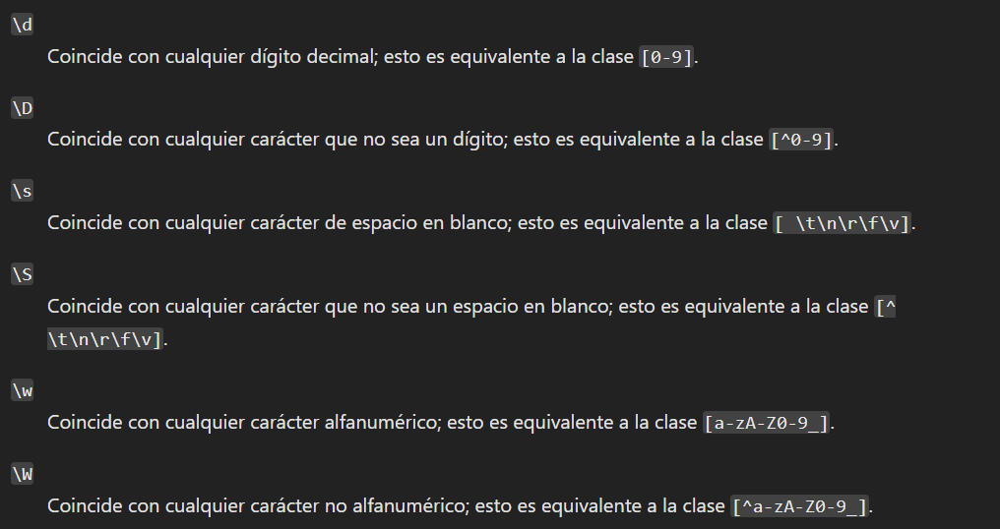 \d
Coincide con cualquier dígito decimal; esto es equivalente a la clase [0-9].
\D
Coincide con cualquier carácter que no sea un dígito; esto es equivalente a la clase [^0-9].
\s
Coincide con cualquier carácter de espacio en blanco; esto es equivalente a la clase [ \t\n\r\f\v].
\S
Coincide con cualquier carácter que no sea un espacio en blanco; esto es equivalente a la clase [^
\t\n\r\f\v].
\w
Coincide con cualquier carácter alfanumérico; esto es equivalente a la clase [a-zA-Z0-9_].
\W
Coincide con cualquier carácter no alfanumérico; esto es equivalente a la clase [^a-zA-Z0-9_].